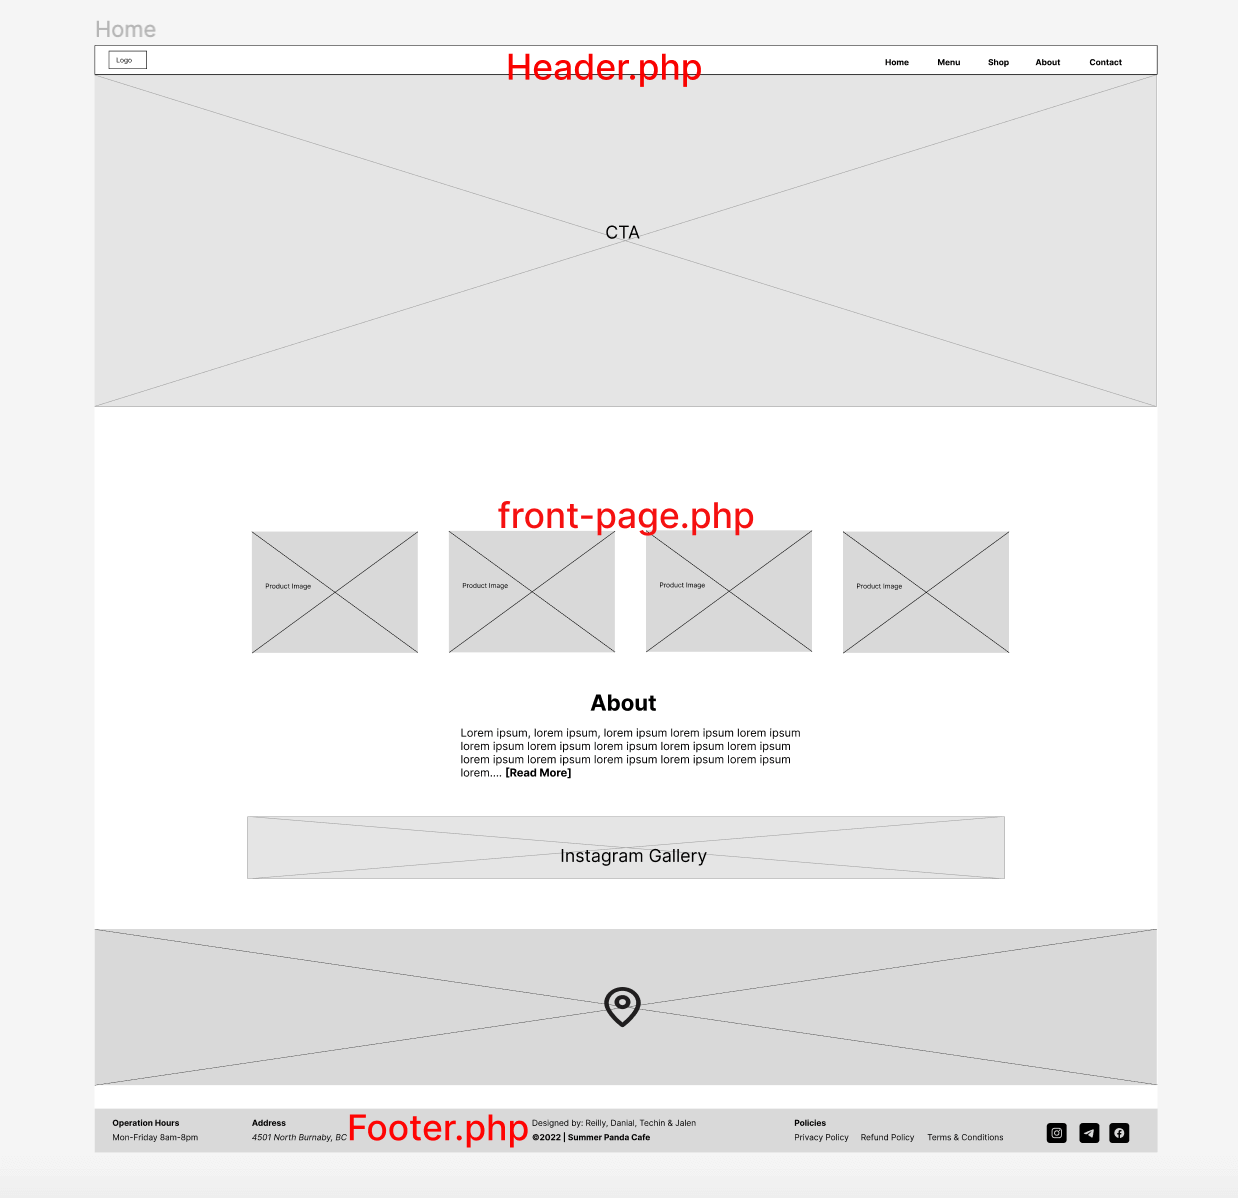 Home
Logo
Header.php
Home
Menu
Shop
About
Contact
CTA
front-page.php
Product Image
Product Image
Product Image
Product Image
About
Lorem ipsum, lorem ipsum, lorem ipsum lorem ipsum lorem ipsum
lorem ipsum lorem ipsum lorem ipsum lorem ipsum lorem ipsum
lorem ipsum lorem ipsum lorem ipsum lorem ipsum lorem ipsum
lorem.... [Read More]
Instagram Gallery
Operation Hours
Mon-Friday 8am-8pm
Address
4501 North Burnaby, BC
Footer.php
Designed by: Reilly, Danial, Techin & Jalen
©2022 | Summer Panda Cafe
Policies
Privacy Policy
Refund Policy
Terms & Conditions